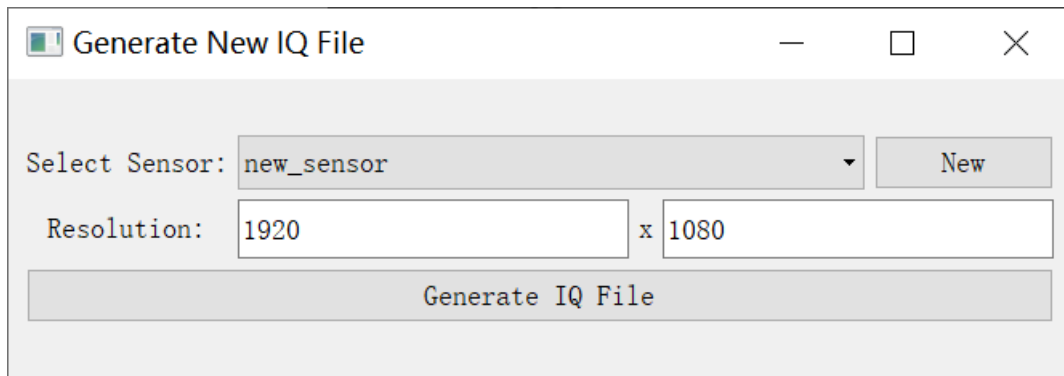 Generate New IQ File
Select Sensor: new_sensor New
Resolution: 1920 x 1080
Generate IQ File